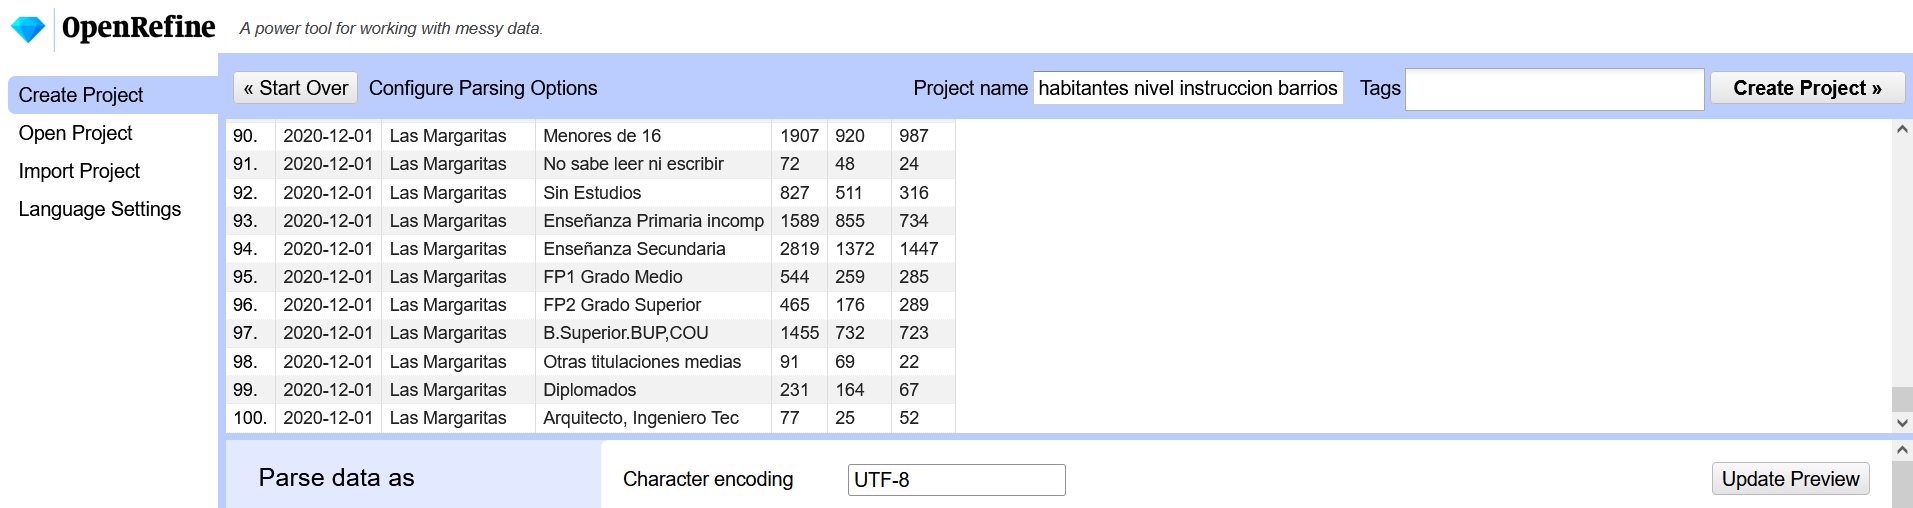 OpenRefine A power tool for working with messy data.
Create Project
Open Project
Import Project
Language Settings
« Start Over Configure Parsing Options Project name habitantes nivel instruccion barrios Tags Create Project »
90. 2020-12-01 Las Margaritas Menores de 16 1907 920 987
91. 2020-12-01 Las Margaritas No sabe leer ni escribir 72 48 24
92. 2020-12-01 Las Margaritas Sin Estudios 827 511 316
93. 2020-12-01 Las Margaritas Enseñanza Primaria incomp 1589 855 734
94. 2020-12-01 Las Margaritas Enseñanza Secundaria 2819 1372 1447
95. 2020-12-01 Las Margaritas FP1 Grado Medio 544 259 285
96. 2020-12-01 Las Margaritas FP2 Grado Superior 465 176 289
97. 2020-12-01 Las Margaritas B.Superior.BUP,COU 1455 732 723
98. 2020-12-01 Las Margaritas Otras titulaciones medias 91 69 22
99. 2020-12-01 Las Margaritas Diplomados 231 164 67
100. 2020-12-01 Las Margaritas Arquitecto, Ingeniero Tec 77 25 52
Parse data as Character encoding UTF-8 Update Preview